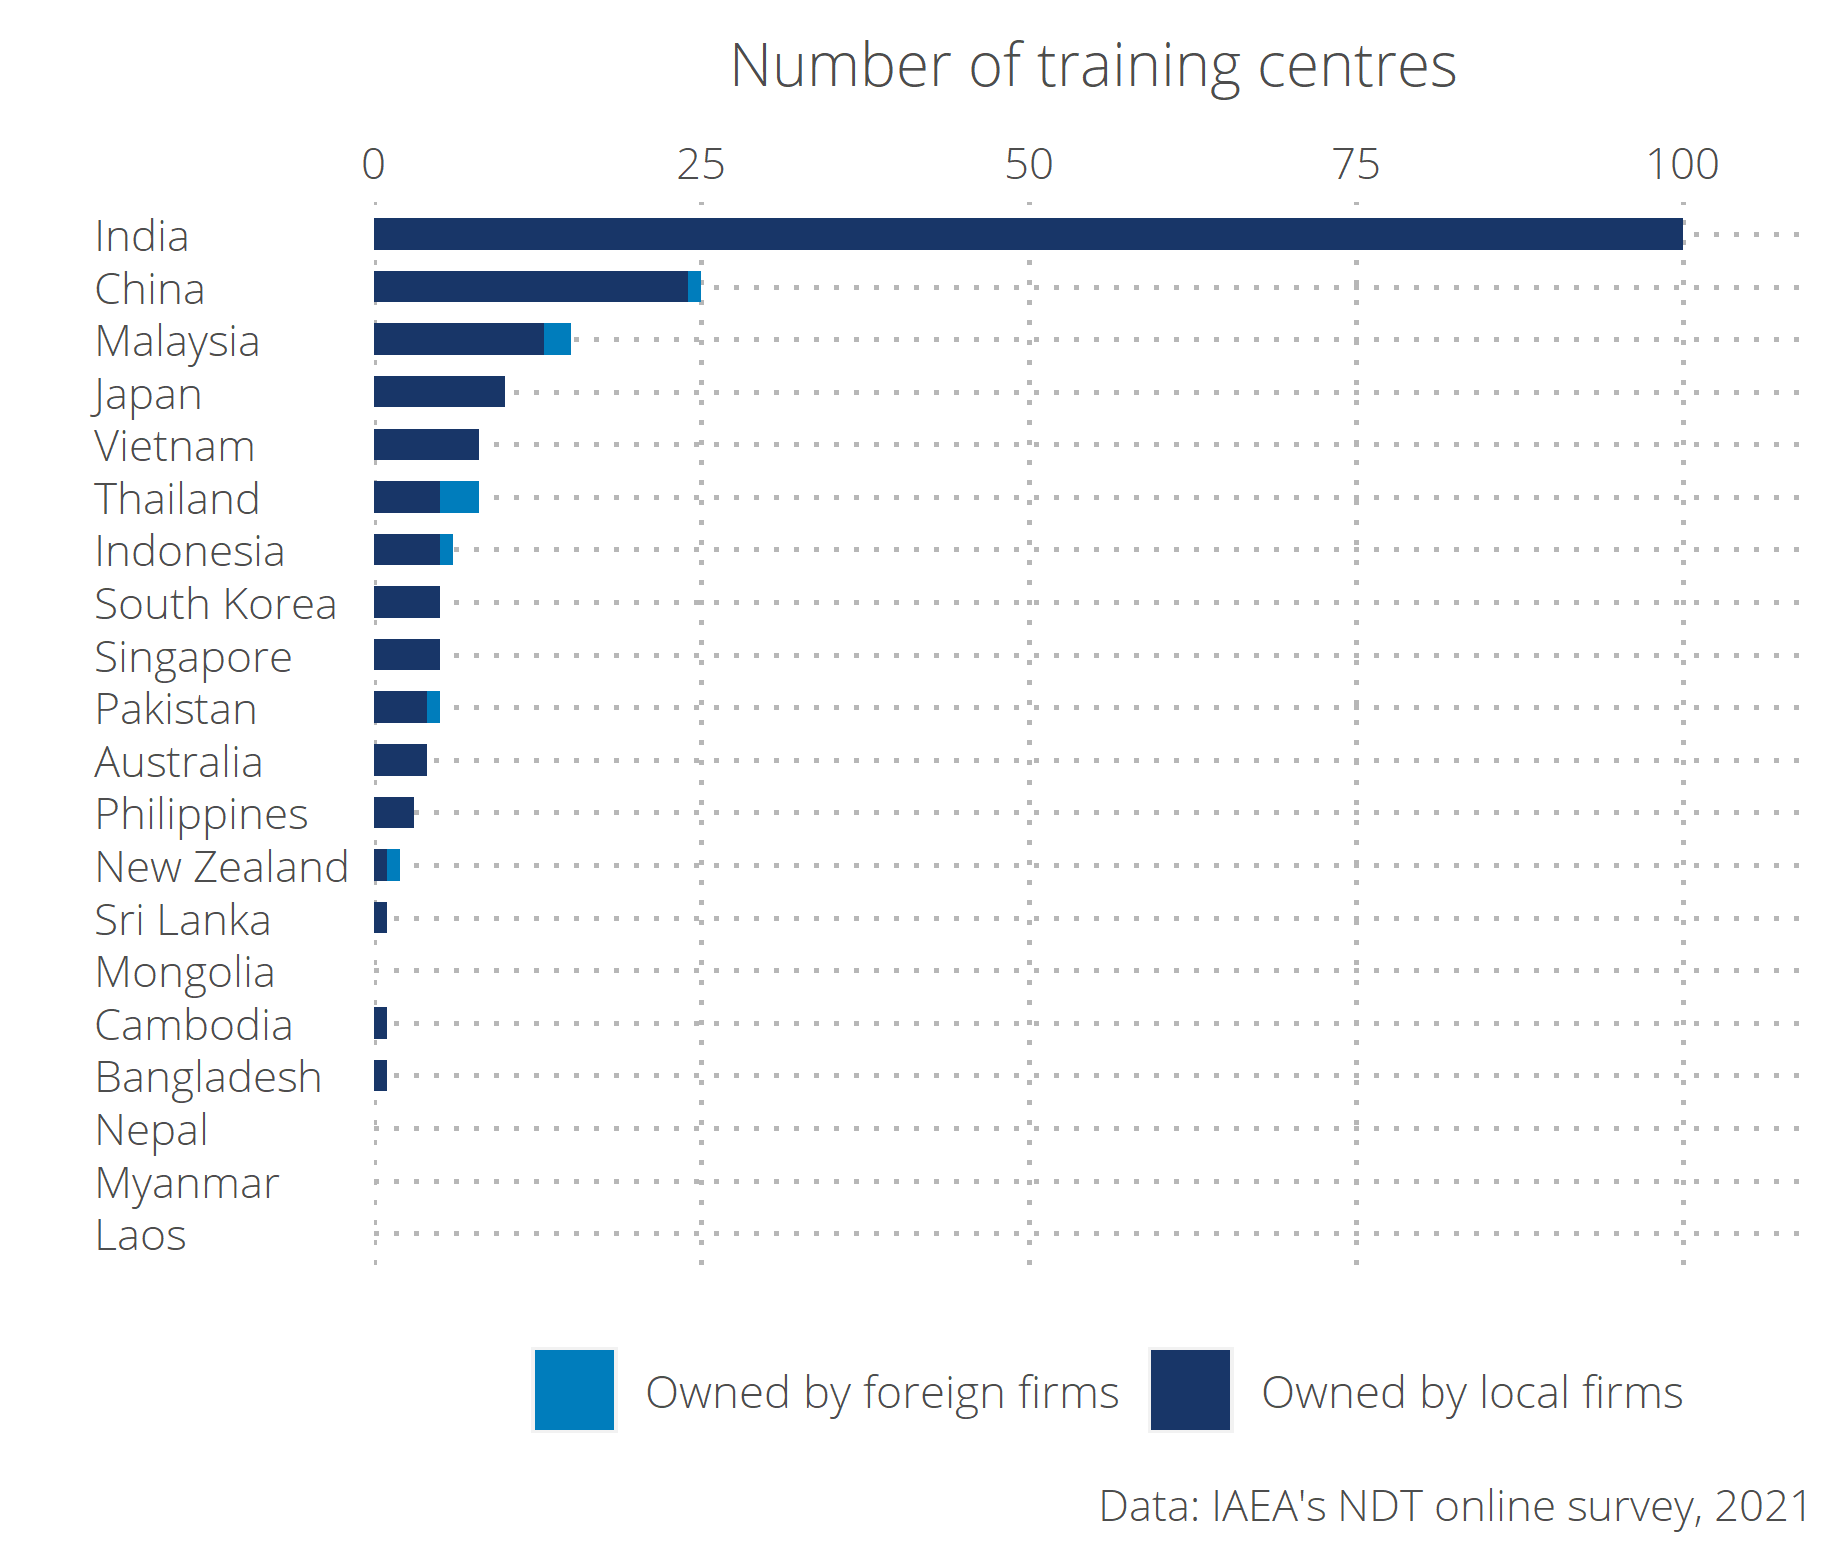 Number of training centres
0 25 50 75 100
India
China
Malaysia
Japan
Vietnam
Thailand
Indonesia
South Korea
Singapore
Pakistan
Australia
Philippines
New Zealand
Sri Lanka
Mongolia
Cambodia
Bangladesh
Nepal
Myanmar
Laos
Owned by foreign firms Owned by local firms
Data: IAEA's NDT online survey, 2021